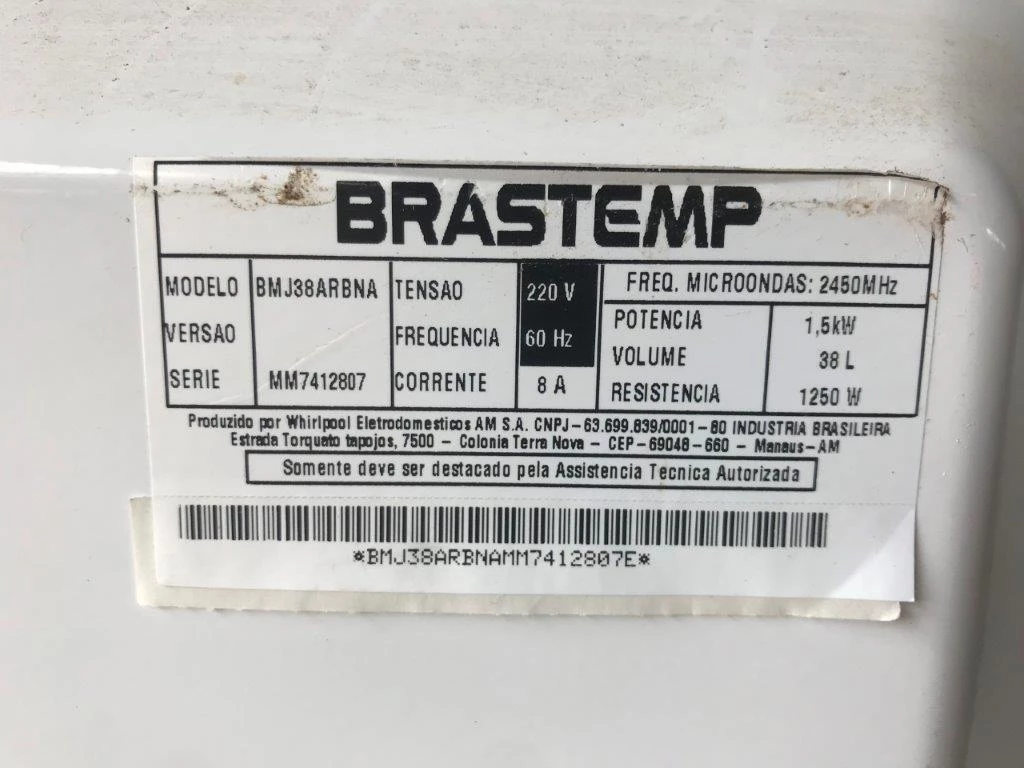 BRASTEMP
MODELO BMJ38ARBNA TENSAO 220 V FREQ. MICROONDAS: 2450MHz
VERSAO FREQUENCIA 60 Hz POTENCIA 1,5kW
VOLUME 38 L
SERIE MM7412807 CORRENTE 8 A RESISTENCIA 1250 W
Produzido por Whirlpool Eletrodomesticos AM S.A. CNPJ-63.699.839/0001-80 INDUSTRIA BRASILEIRA
Estrada Torquato tapojos, 7500 - Colonia Terra Nova - CEP-69048-660 - Manaus-AM
Somente deve ser destacado pela Assistencia Tecnica Autorizada
*BMJ38ARBNAMM7412807E*